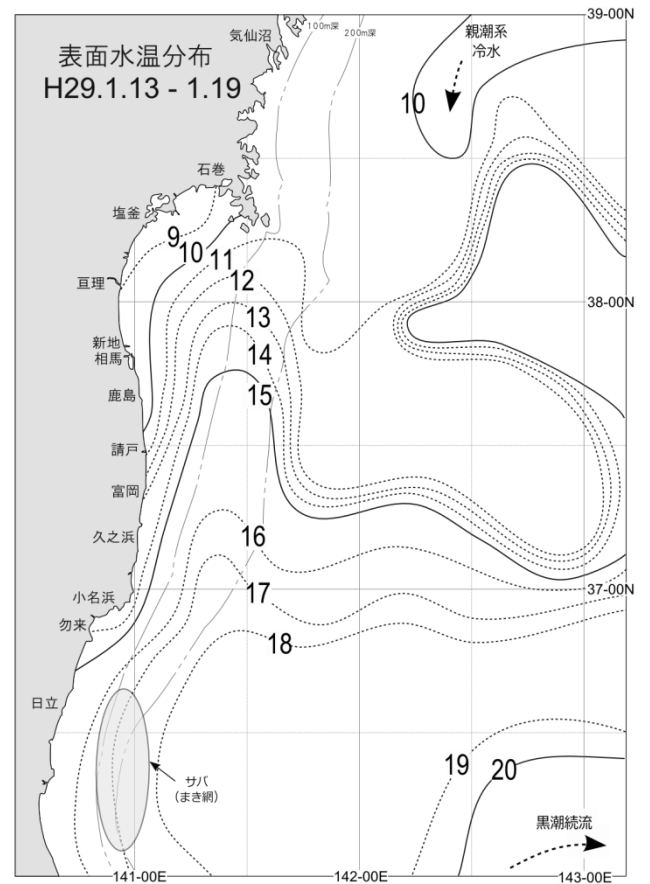 39-00N
気仙沼
100m深
200m深
親潮系
冷水
表面水温分布
H29.1.13 - 1.19
10
石巻
塩釜
9
10
11
12
亘理
38-00N
13
新地
相馬
14
鹿島
15
請戸
富岡
久之浜
16
小名浜
17
37-00N
勿来
18
日立
19
20
サバ
（まき網）
黒潮続流
141-00E
142-00E
143-00E